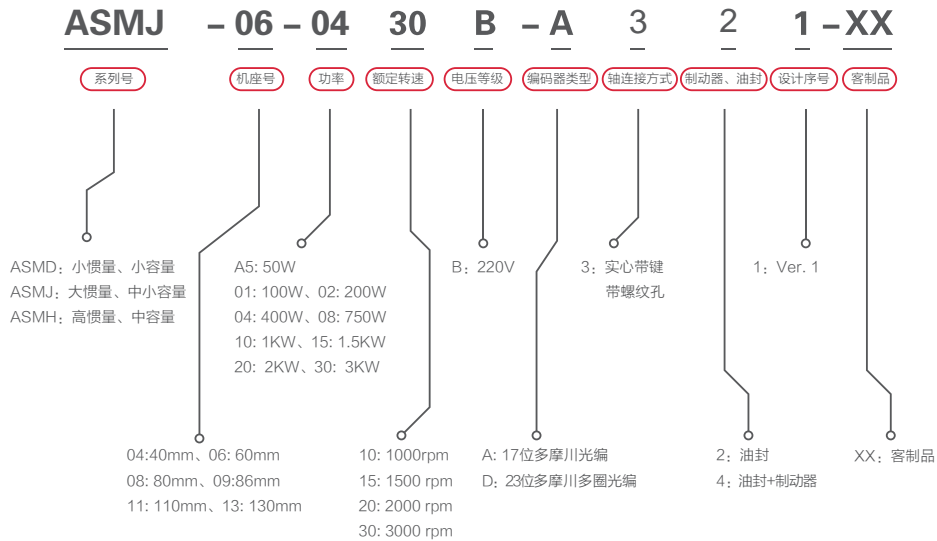 ASMJ – 06 – 04 30 B – A 3 2 1 – XX
系列号 机座号 功率 额定转速 电压等级 编码器类型 轴连接方式 制动器、油封 设计序号 客制品
ASMD：小惯量、小容量
ASMJ：大惯量、中小容量
ASMH：高惯量、中容量
A5: 50W
01: 100W、02: 200W
04: 400W、08: 750W
10: 1KW、15: 1.5KW
20: 2KW、30: 3KW
B：220V
3：实心带键
带螺纹孔
1：Ver. 1
04:40mm、06: 60mm
08: 80mm、09:86mm
11: 110mm、13: 130mm
10: 1000rpm
15: 1500 rpm
20: 2000 rpm
30: 3000 rpm
A: 17位多摩川光编
D: 23位多摩川多圈光编
2：油封
4：油封+制动器
XX：客制品